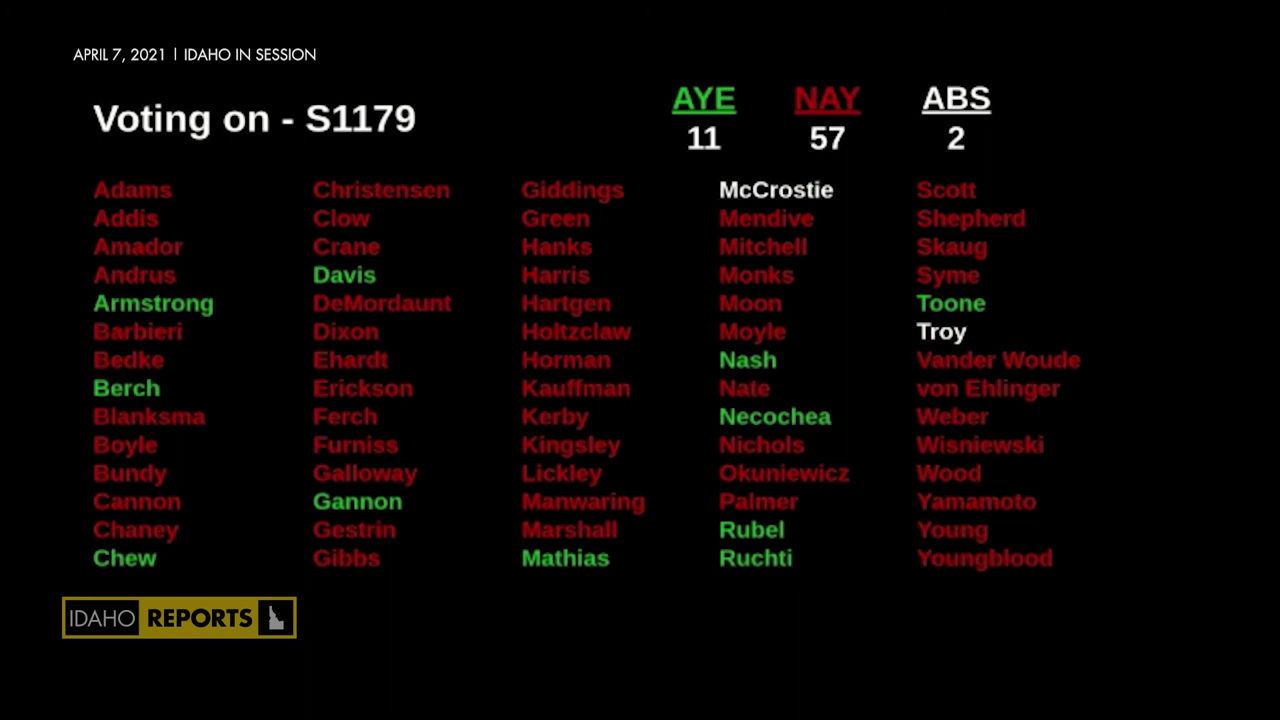 APRIL 7, 2021 | IDAHO IN SESSION
Voting on - S1179
AYE NAY ABS
11 57 2
Adams Christensen Giddings McCrostie Scott
Addis Clow Green Mendive Shepherd
Amador Crane Hanks Mitchell Skaug
Andrus Davis Harris Monks Syme
Armstrong DeMordaunt Hartgen Moon Toone
Barbieri Dixon Holtzclaw Moyle Troy
Bedke Ehardt Horman Nash Vander Woude
Berch Erickson Kauffman Nate von Ehlinger
Blanksma Ferch Kerby Necochea Weber
Boyle Furniss Kingsley Nichols Wisniewski
Bundy Galloway Lickley Okuniewicz Wood
Cannon Gannon Manwaring Palmer Yamamoto
Chaney Gestrin Marshall Rubel Young
Chew Gibbs Mathias Ruchti Youngblood
IDAHO REPORTS